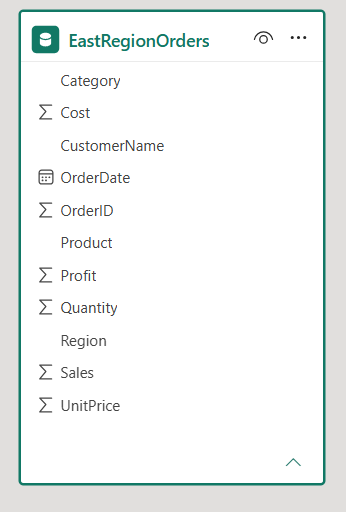 EastRegionOrders
Category
Cost
CustomerName
OrderDate
OrderID
Product
Profit
Quantity
Region
Sales
UnitPrice